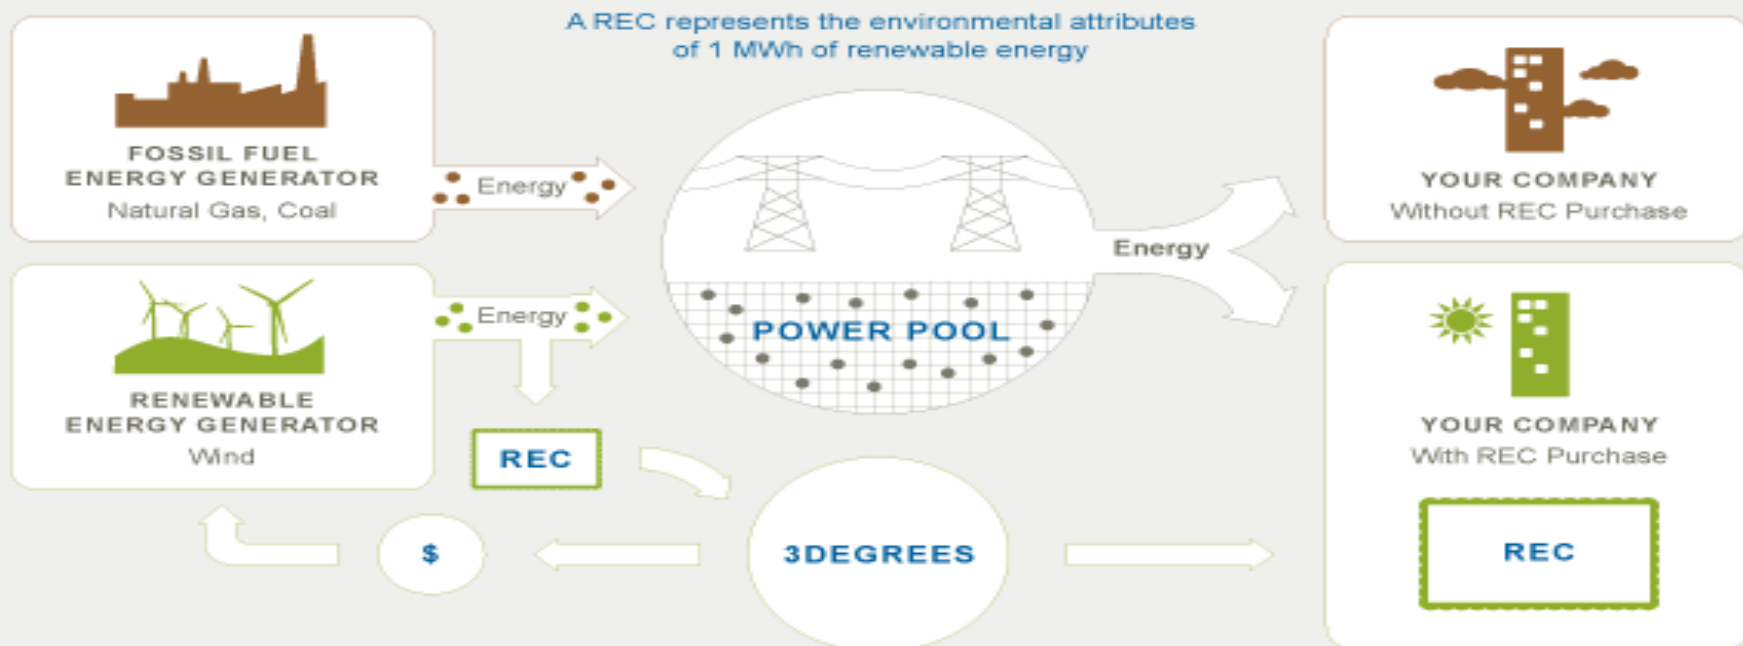 A REC represents the environmental attributes
of 1 MWh of renewable energy
FOSSIL FUEL
ENERGY GENERATOR
Natural Gas, Coal
Energy
RENEWABLE
ENERGY GENERATOR
Wind
Energy
REC
$
3DEGREES
POWER POOL
Energy
YOUR COMPANY
Without REC Purchase
YOUR COMPANY
With REC Purchase
REC